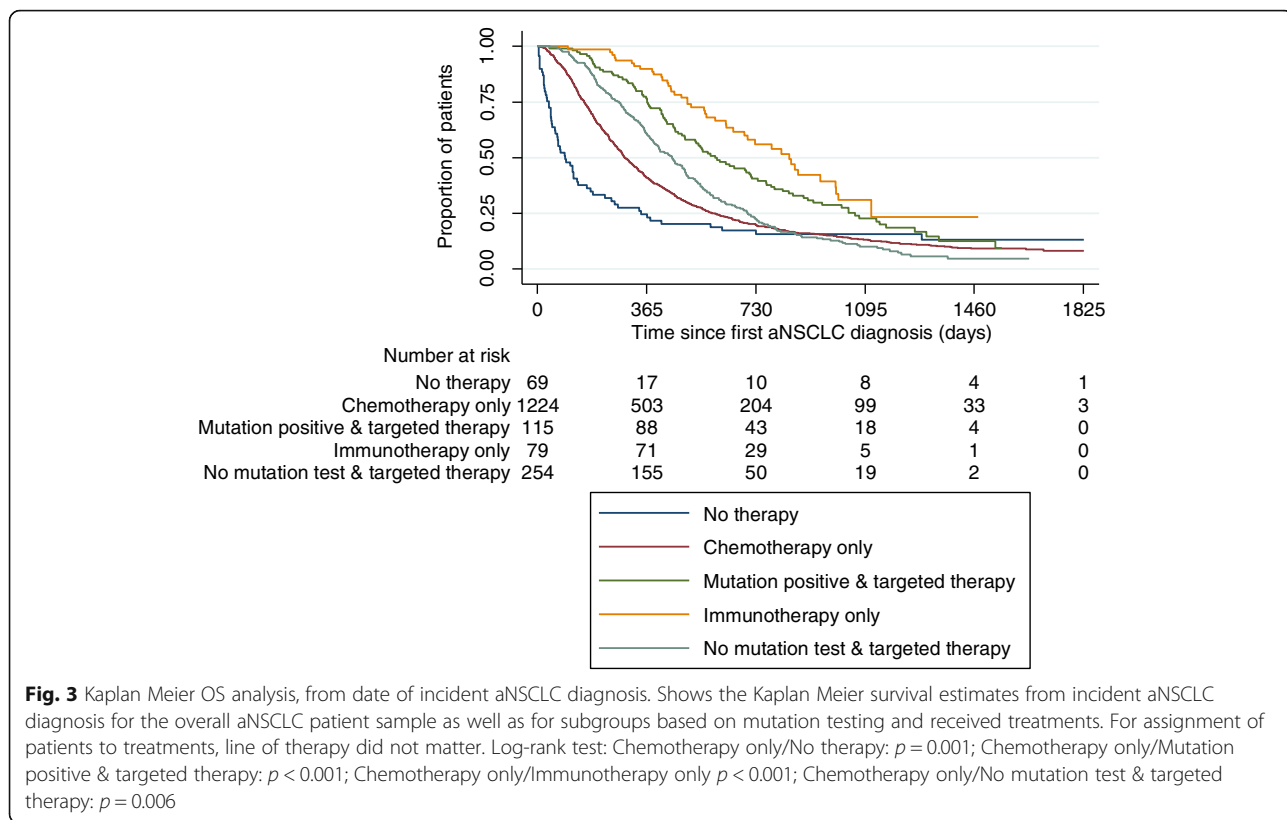 1.00
0.75
0.50
0.25
0.00
Proportion of patients
0 365 730 1095 1460 1825
Time since first aNSCLC diagnosis (days)
Number at risk
No therapy 69 17 10 8 4 1
Chemotherapy only 1224 503 204 99 33 3
Mutation positive & targeted therapy 115 88 43 18 4 0
Immunotherapy only 79 71 29 5 1 0
No mutation test & targeted therapy 254 155 50 19 2 0
No therapy
Chemotherapy only
Mutation positive & targeted therapy
Immunotherapy only
No mutation test & targeted therapy
Fig. 3 Kaplan Meier OS analysis, from date of incident aNSCLC diagnosis. Shows the Kaplan Meier survival estimates from incident aNSCLC
diagnosis for the overall aNSCLC patient sample as well as for subgroups based on mutation testing and received treatments. For assignment of
patients to treatments, line of therapy did not matter. Log-rank test: Chemotherapy only/No therapy: p = 0.001; Chemotherapy only/Mutation
positive & targeted therapy: p < 0.001; Chemotherapy only/Immunotherapy only p < 0.001; Chemotherapy only/No mutation test & targeted
therapy: p = 0.006